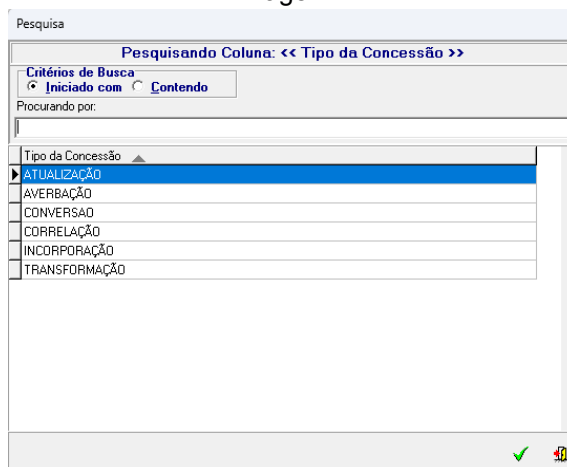 Pesquisa
Pesquisando Coluna: << Tipo da Concessão >>
Critérios de Busca
Iniciado com Contendo
Procurando por:
Tipo da Concessão
ATUALIZAÇÃO
AVERBAÇÃO
CONVERSAO
CORRELAÇÃO
INCORPORAÇÃO
TRANSFORMAÇÃO